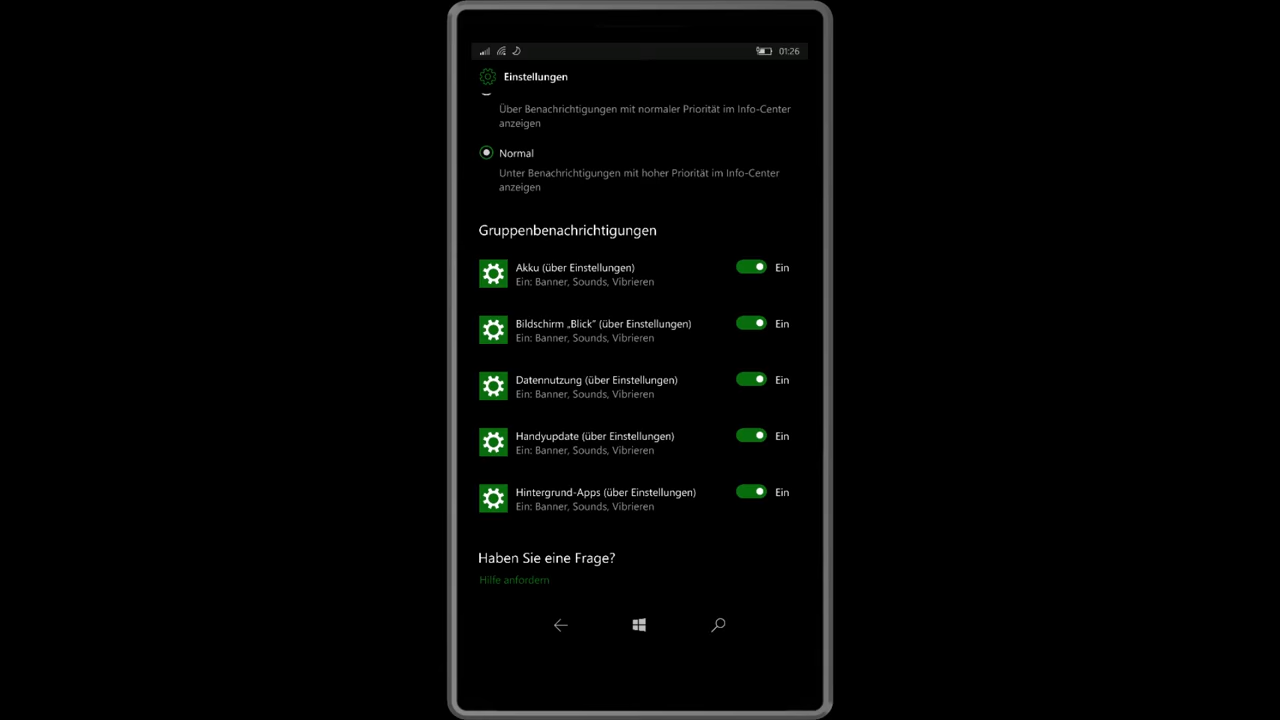 01:26
Einstellungen
Über Benachrichtigungen mit normaler Priorität im Info-Center
anzeigen
Normal
Unter Benachrichtigungen mit hoher Priorität im Info-Center
anzeigen
Gruppenbenachrichtigungen
Akku (über Einstellungen)
Ein
Ein: Banner, Sounds, Vibrieren
Bildschirm „Blick” (über Einstellungen)
Ein
Ein: Banner, Sounds, Vibrieren
Datennutzung (über Einstellungen)
Ein
Ein: Banner, Sounds, Vibrieren
Handyupdate (über Einstellungen)
Ein
Ein: Banner, Sounds, Vibrieren
Hintergrund-Apps (über Einstellungen)
Ein
Ein: Banner, Sounds, Vibrieren
Haben Sie eine Frage?
Hilfe anfordern